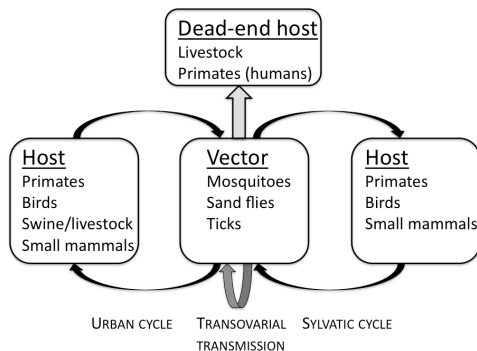 Dead-end host
Livestock
Primates (humans)
Host
Primates
Birds
Swine/livestock
Small mammals
Vector
Mosquitoes
Sand flies
Ticks
Host
Primates
Birds
Small mammals
URBAN CYCLE
TRANSOVARIAL
TRANSMISSION
SYLVATIC CYCLE